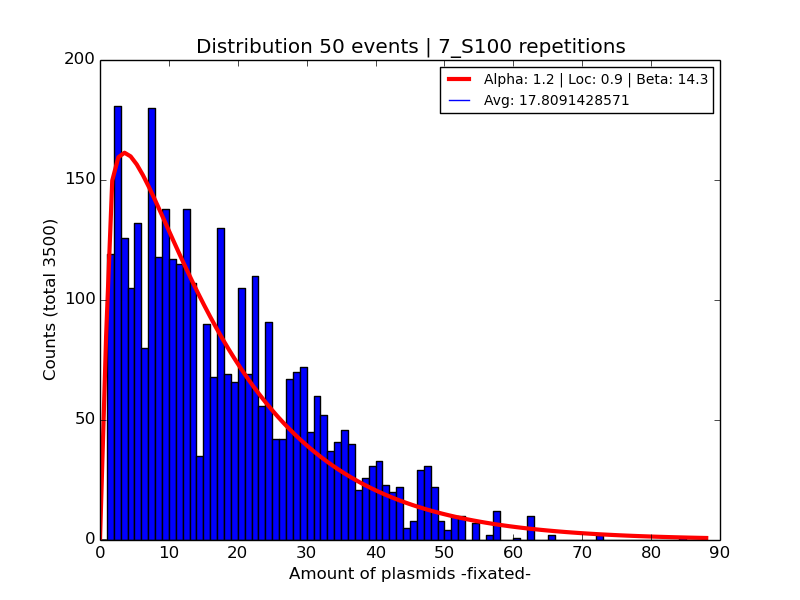 Distribution 50 events | 7_S100 repetitions
Alpha: 1.2 | Loc: 0.9 | Beta: 14.3
Avg: 17.8091428571
200
150
100
50
0
Counts (total 3500)
0 10 20 30 40 50 60 70 80 90
Amount of plasmids -fixated-